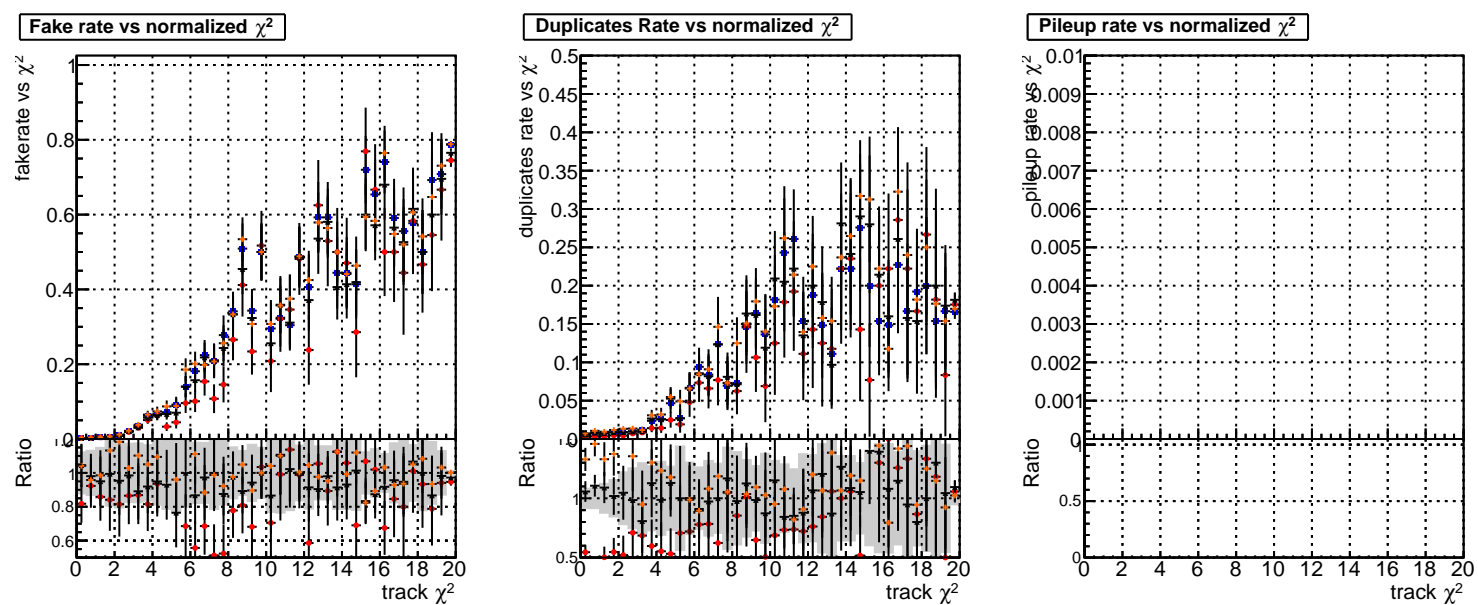 Fake rate vs normalized χ²
fakerate vs χ²
1
0.8
0.6
0.4
0.2
0
Ratio
1.2
1
0.8
0.6
0 2 4 6 8 10 12 14 16 18 20
track χ²
Duplicates Rate vs normalized χ²
duplicates rate vs χ²
0.5
0.45
0.4
0.35
0.3
0.25
0.2
0.15
0.1
0.05
0
Ratio
1
0.5
0 2 4 6 8 10 12 14 16 18 20
track χ²
Pileup rate vs normalized χ²
pileup rate vs χ²
0.01
0.009
0.008
0.007
0.006
0.005
0.004
0.003
0.002
0.001
0
Ratio
1
0.5
0
0 2 4 6 8 10 12 14 16 18 20
track χ²